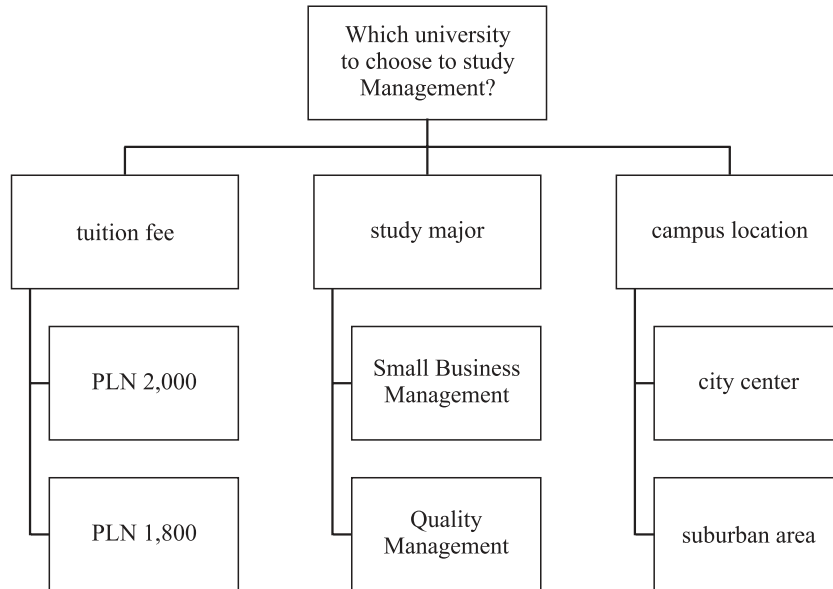 Which university
to choose to study
Management?
tuition fee
study major
campus location
PLN 2,000
Small Business
Management
city center
PLN 1,800
Quality
Management
suburban area